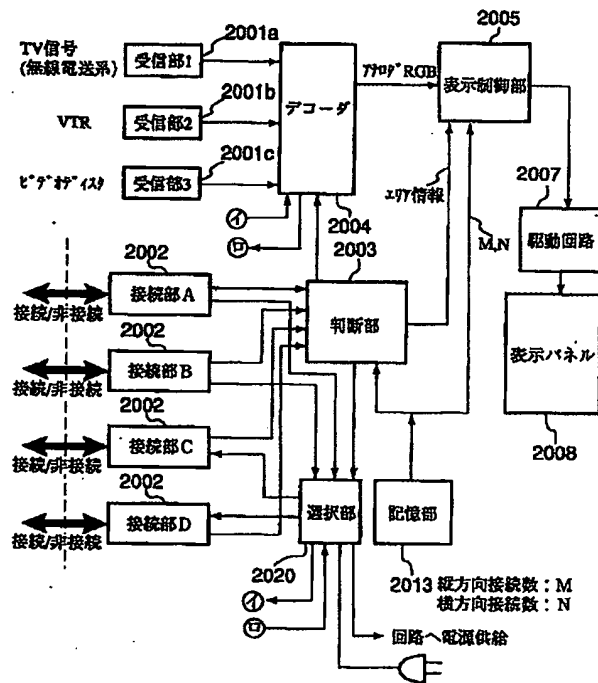 TV信号
(無線電送系)
受信部1
2001a
VTR
受信部2
2001b
ビデオディスタ
受信部3
2001c
デコーダ
2004
アナログRGB
2005
表示制御部
イ
ロ
エリア情報
M,N
2007
駆動回路
表示パネル
2008
2003
判断部
2002
接続部A
接続/非接続
2002
接続部B
接続/非接続
2002
接続部C
接続/非接続
2002
接続部D
接続/非接続
選択部
2020
記憶部
2013
縦方向接続数:M
横方向接続数:N
イ
ロ
回路へ電源供給